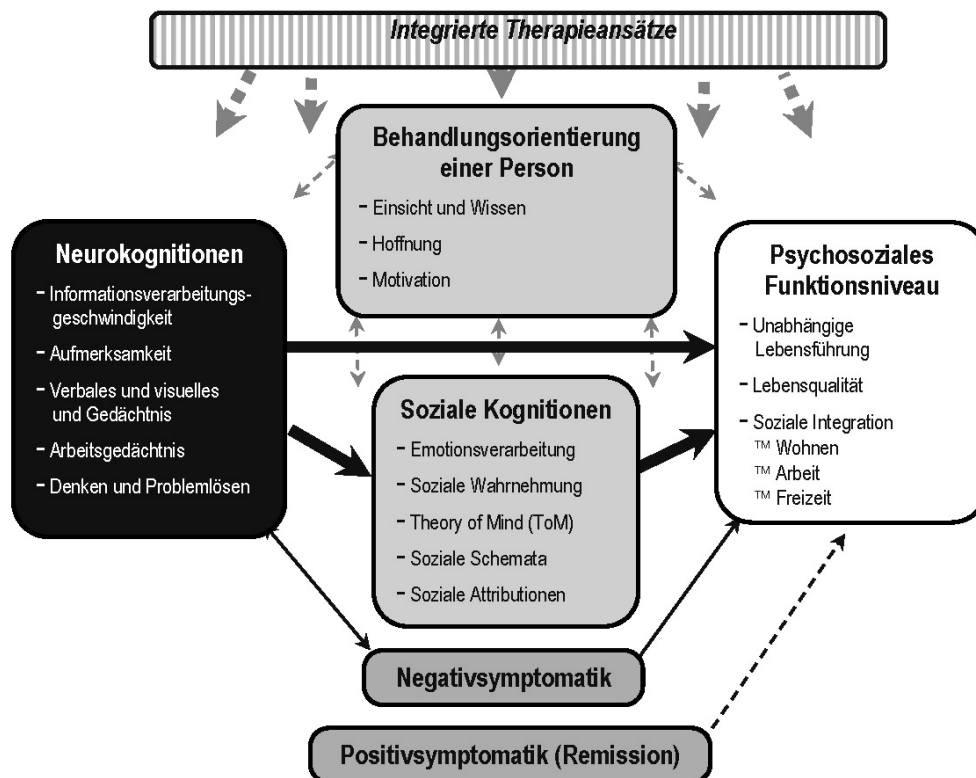 Integrierte Therapieansätze
Behandlungsorientierung
einer Person
- Einsicht und Wissen
- Hoffnung
- Motivation
Neurokognitionen
- Informationsverarbeitungs-
geschwindigkeit
- Aufmerksamkeit
- Verbales und visuelles
und Gedächtnis
- Arbeitsgedächtnis
- Denken und Problemlösen
Soziale Kognitionen
- Emotionsverarbeitung
- Soziale Wahrnehmung
- Theory of Mind (ToM)
- Soziale Schemata
- Soziale Attributionen
Psychosoziales
Funktionsniveau
- Unabhängige
Lebensführung
- Lebensqualität
- Soziale Integration
™ Wohnen
™ Arbeit
™ Freizeit
Negativsymptomatik
Positivsymptomatik (Remission)